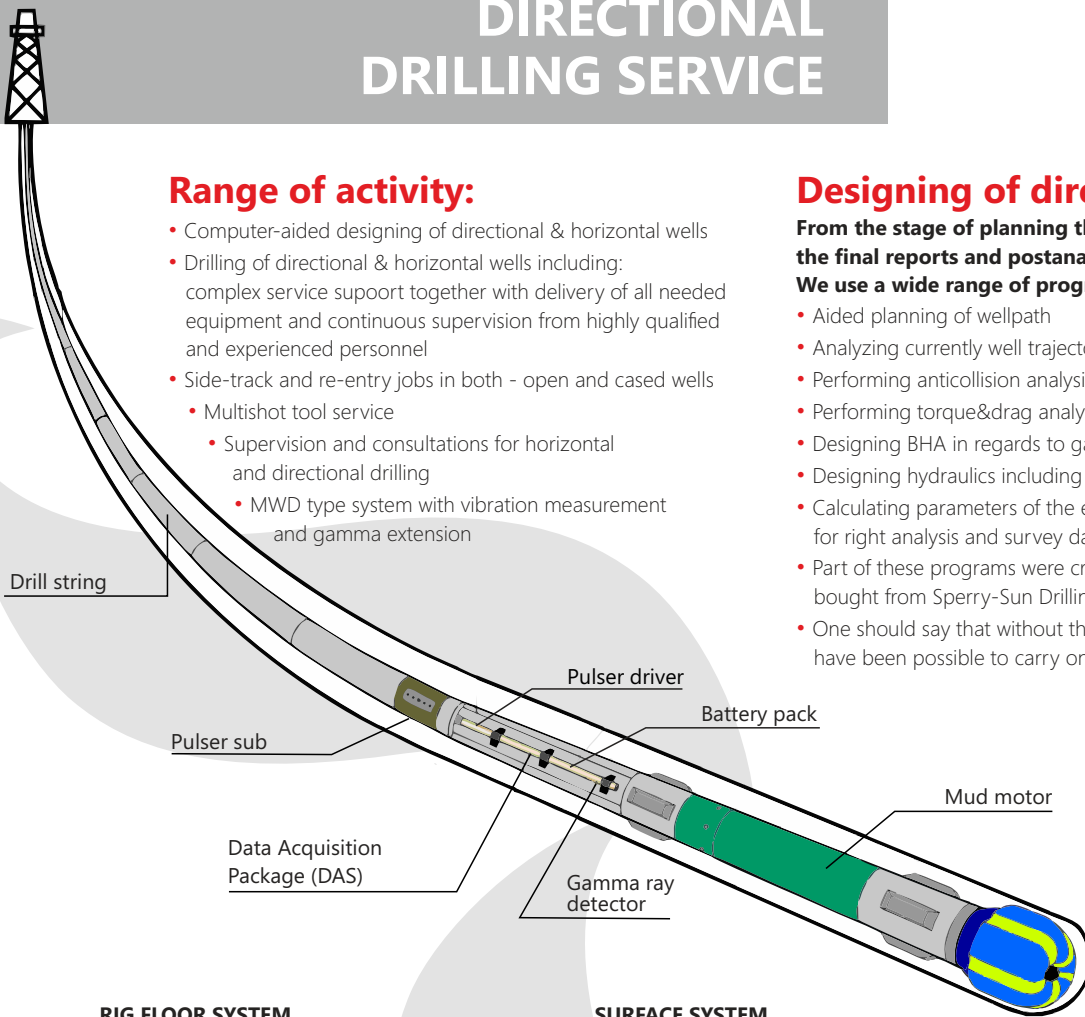 DIRECTIONAL
DRILLING SERVICE
Range of activity:
• Computer-aided designing of directional & horizontal wells
• Drilling of directional & horizontal wells including:
complex service supoort together with delivery of all needed
equipment and continuous supervision from highly qualified
and experienced personnel
• Side-track and re-entry jobs in both - open and cased wells
• Multishot tool service
• Supervision and consultations for horizontal
and directional drilling
• MWD type system with vibration measurement
and gamma extension
Designing of dire
From the stage of planning th
the final reports and postana
We use a wide range of progr
• Aided planning of wellpath
• Analyzing currently well traject
• Performing anticollision analysi
• Performing torque&drag analy
• Designing BHA in regards to ga
• Designing hydraulics including
• Calculating parameters of the e
for right analysis and survey da
• Part of these programs were cr
bought from Sperry-Sun Drillin
• One should say that without th
have been possible to carry on
Drill string
Pulser driver
Battery pack
Pulser sub
Mud motor
Data Acquisition
Package (DAS)
Gamma ray
detector
RIG FLOOR SYSTEM
SURFACE SYSTEM